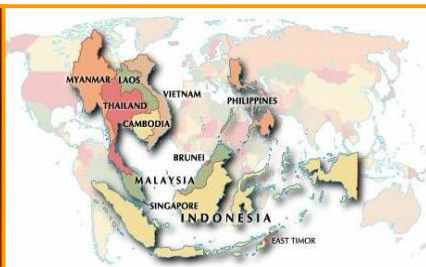 MYANMAR
LAOS
VIETNAM
THAILAND
CAMBODIA
PHILIPPINES
BRUNEI
MALAYSIA
SINGAPORE
INDONESIA
EAST TIMOR